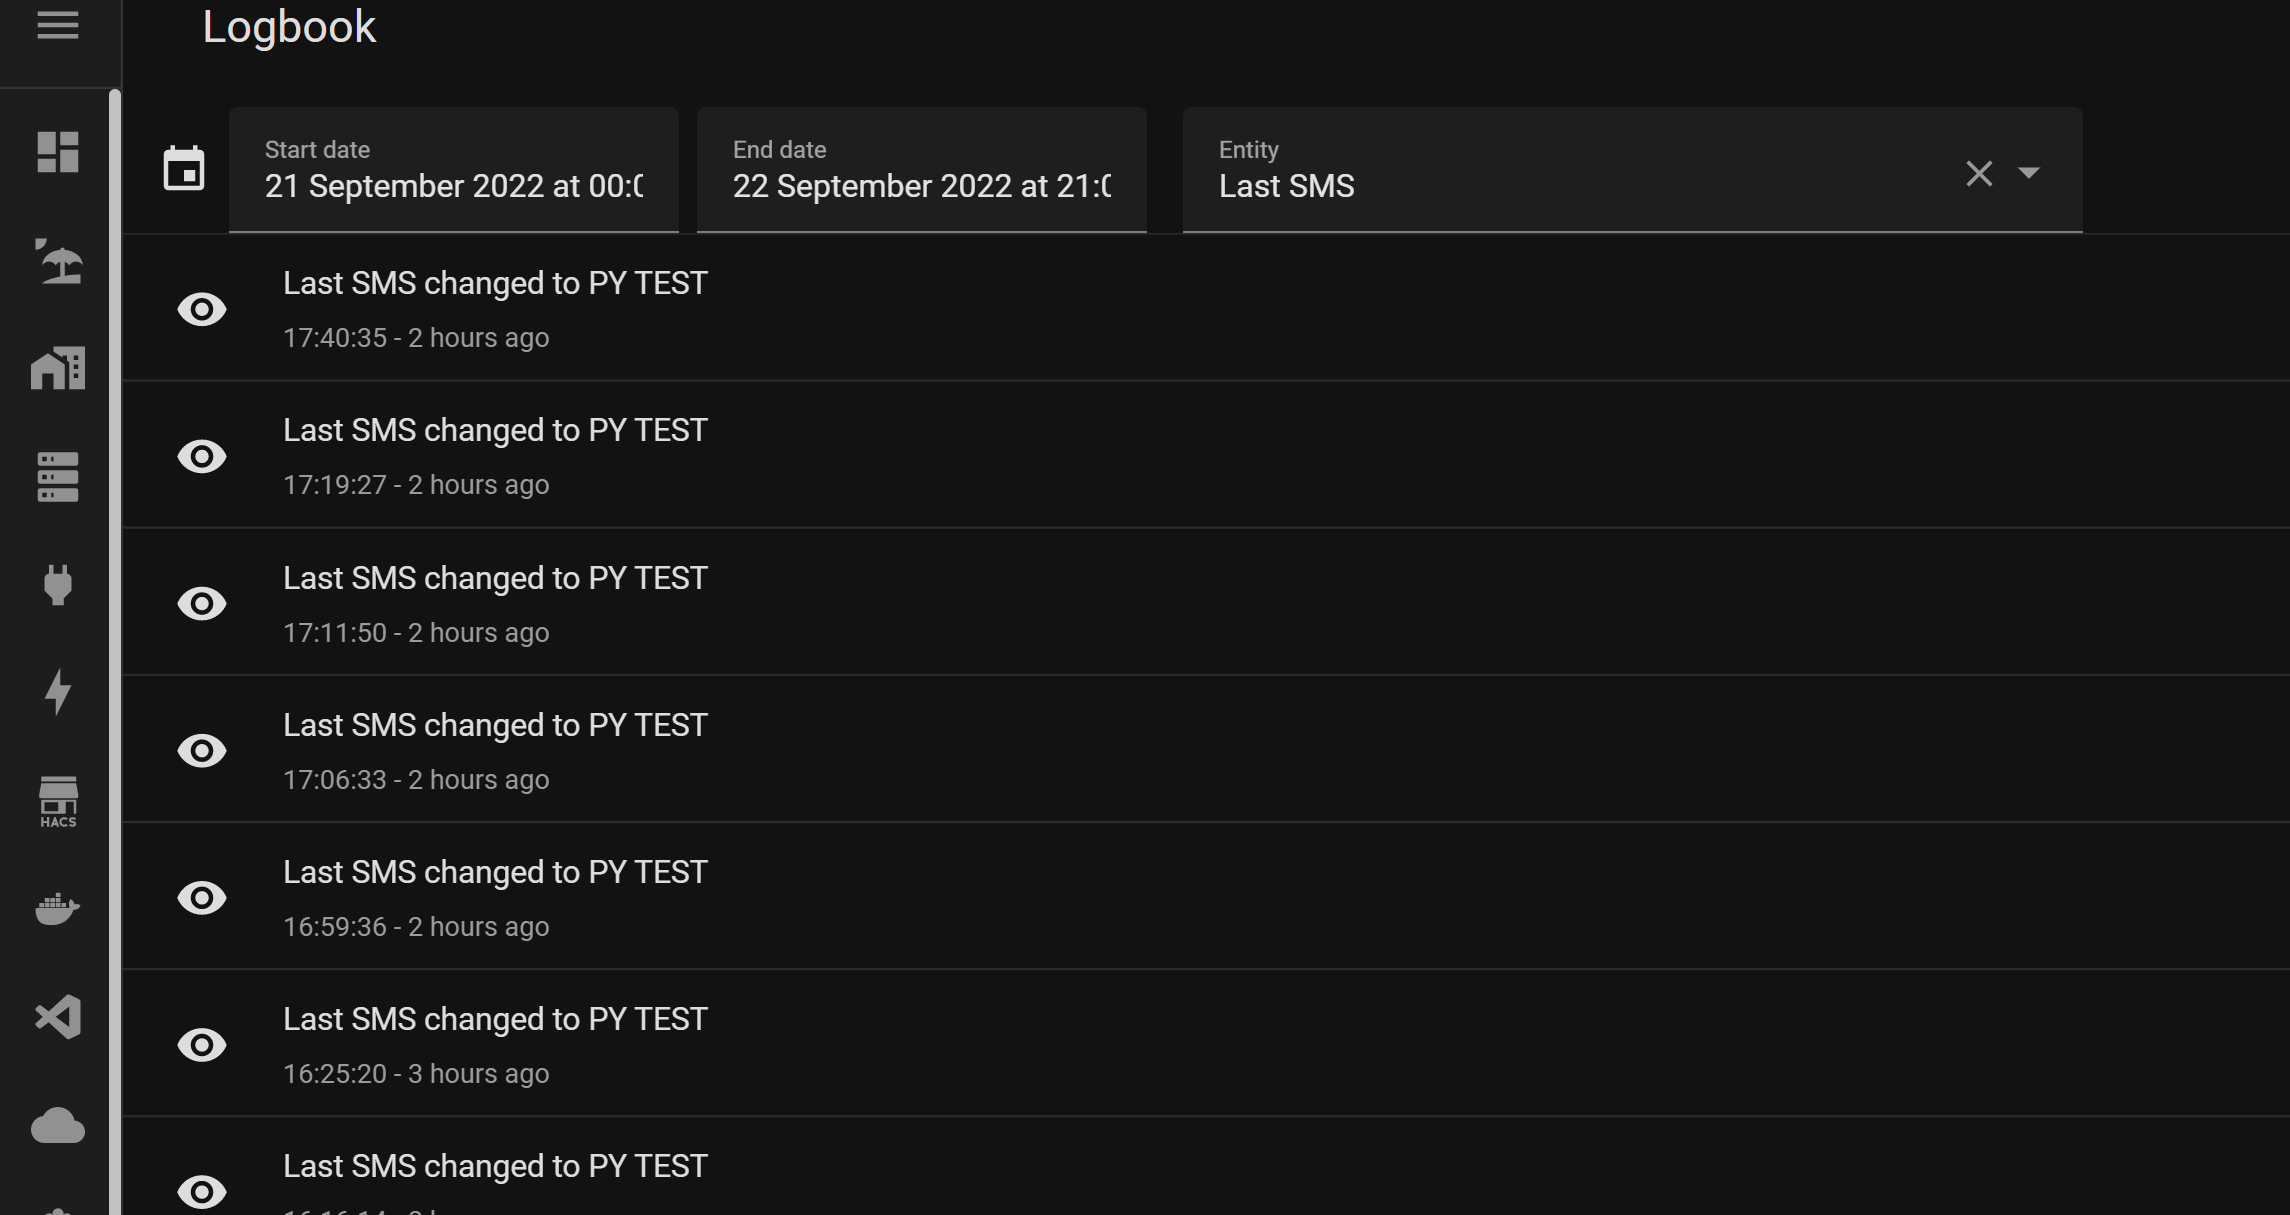 Logbook
Start date
21 September 2022 at 00:0
End date
22 September 2022 at 21:0
Entity
Last SMS
Last SMS changed to PY TEST
17:40:35 - 2 hours ago
Last SMS changed to PY TEST
17:19:27 - 2 hours ago
Last SMS changed to PY TEST
17:11:50 - 2 hours ago
Last SMS changed to PY TEST
17:06:33 - 2 hours ago
HACS
Last SMS changed to PY TEST
16:59:36 - 2 hours ago
Last SMS changed to PY TEST
16:25:20 - 3 hours ago
Last SMS changed to PY TEST